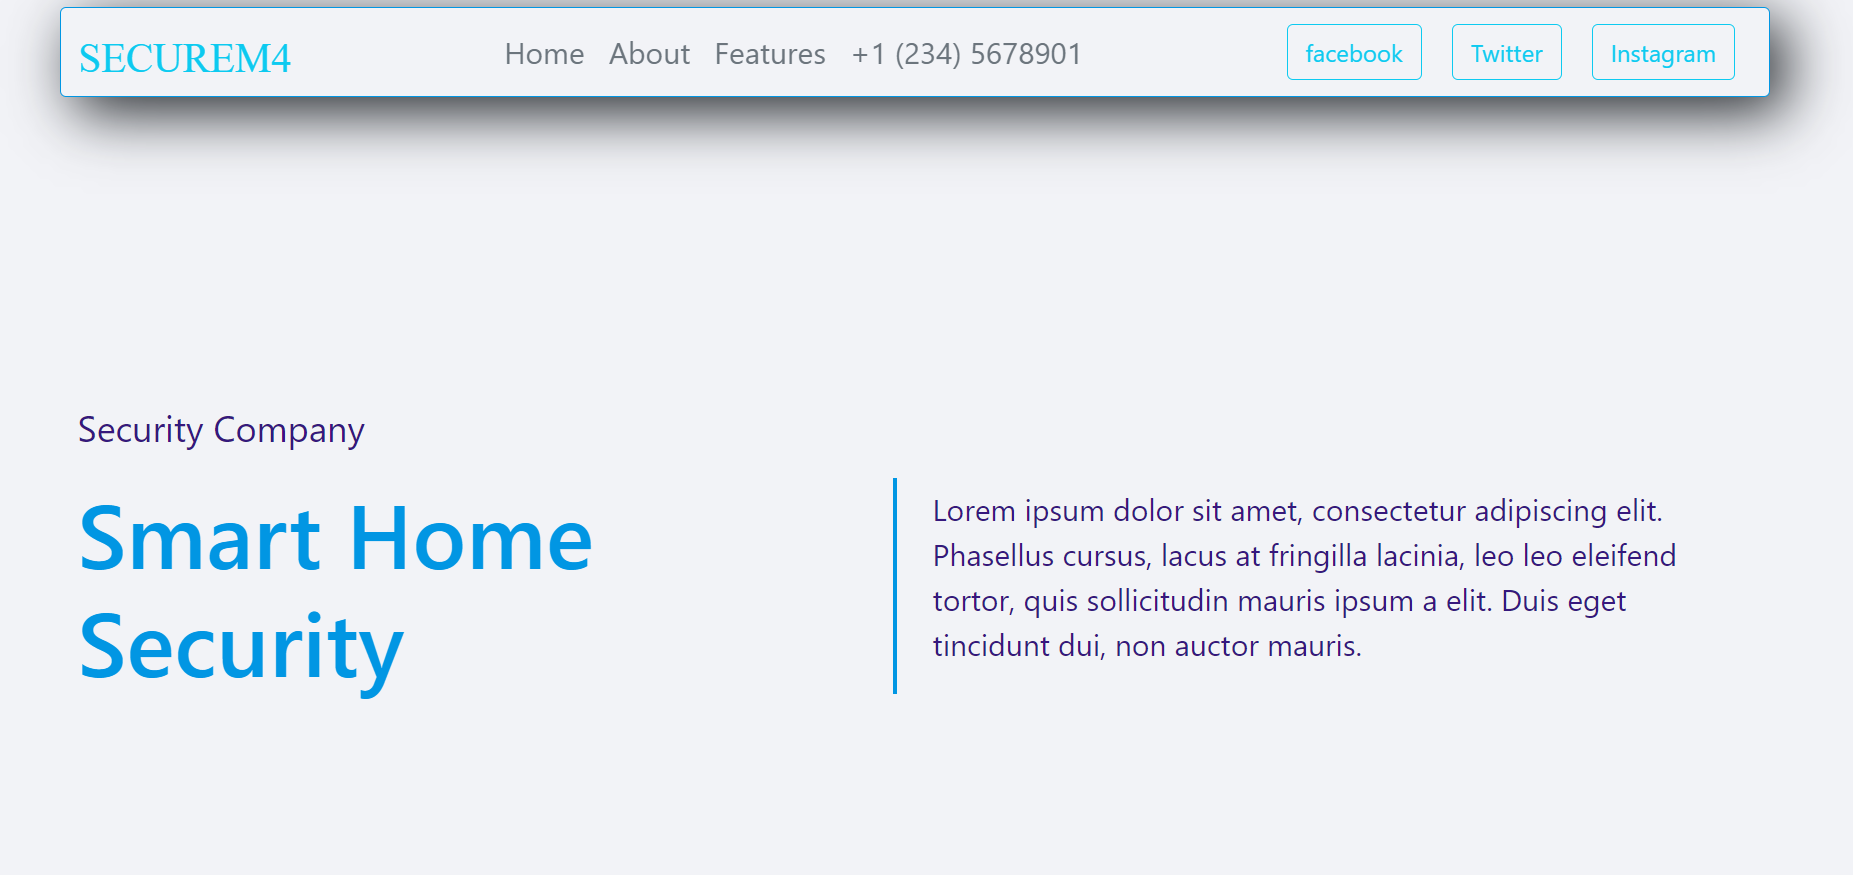 SECUREM4
Home About Features +1 (234) 5678901
facebook Twitter Instagram
Security Company
Smart Home
Security
Lorem ipsum dolor sit amet, consectetur adipiscing elit.
Phasellus cursus, lacus at fringilla lacinia, leo leo eleifend
tortor, quis sollicitudin mauris ipsum a elit. Duis eget
tincidunt dui, non auctor mauris.